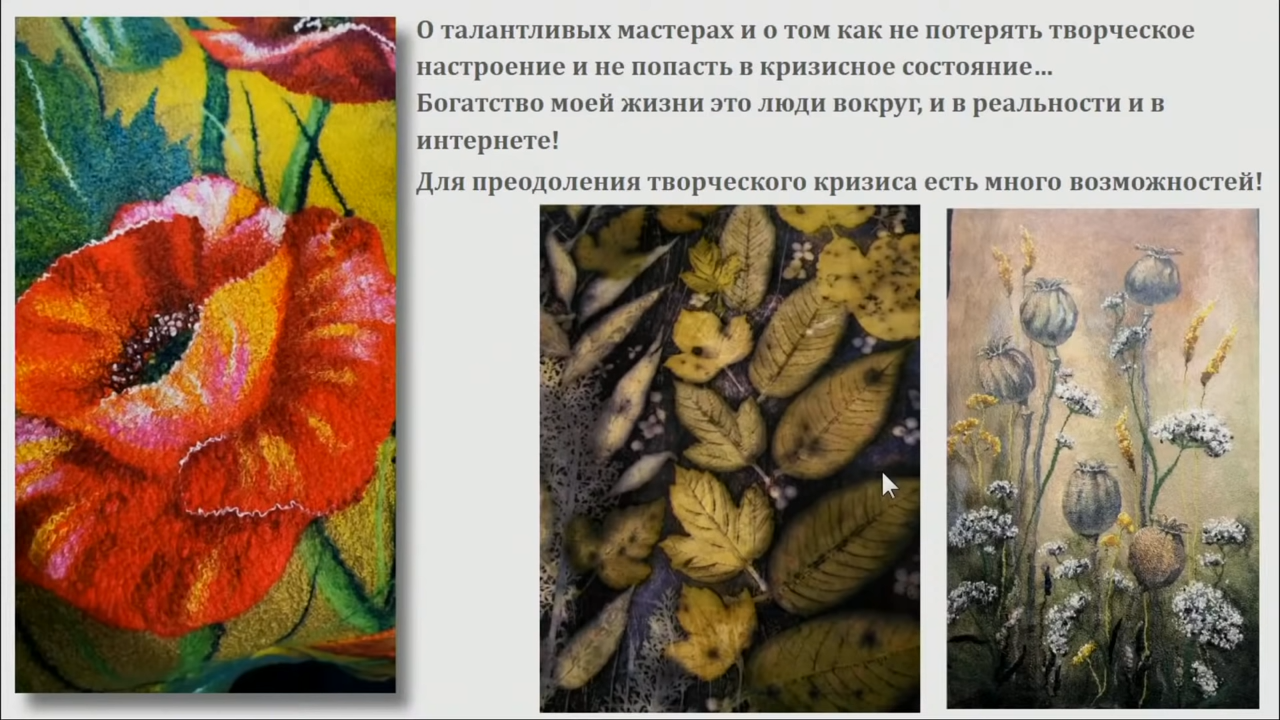 О талантливых мастерах и о том как не потерять творческое
настроение и не попасть в кризисное состояние…
Богатство моей жизни это люди вокруг, и в реальности и в
интернете!
Для преодоления творческого кризиса есть много возможностей!